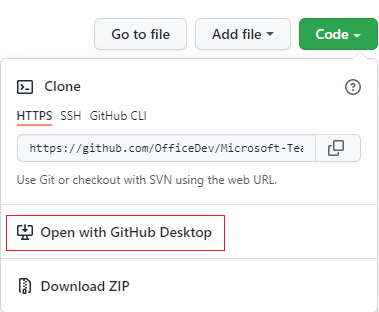 Go to file Add file Code
Clone
HTTPS SSH GitHub CLI
https://github.com/OfficeDev/Microsoft-Tea
Use Git or checkout with SVN using the web URL.
Open with GitHub Desktop
Download ZIP